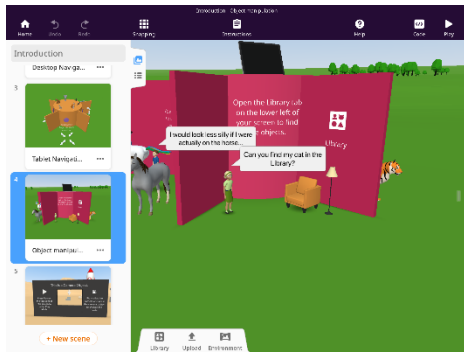 Introduction - Object manipulation
Home
Undo
Redo
Snapping
Instructions
Help
Code
Play
Introduction
Desktop Naviga...
3
Tablet Navigati...
4
Object manipul...
5
+ New scene
Open the Library tab
on the lower left of
your screen to find
objects.
Library
I would look less silly if I were
actually on the horse...
Can you find my cat in the
Library?
Library
Upload
Environment